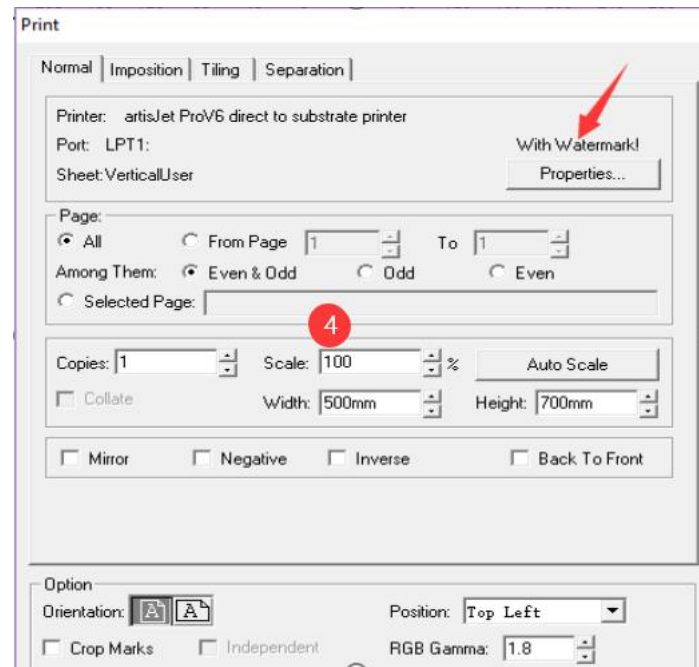 Print
Normal Imposition Tiling Separation
Printer: artisJet ProV6 direct to substrate printer
Port: LPT1: With Watermark!
Sheet:VerticalUser Properties...
Page:
All From Page 1 To 1
Among Them: Even & Odd Odd Even
Selected Page:
4
Copies: 1 Scale: 100 % Auto Scale
Collate Width: 500mm Height: 700mm
Mirror Negative Inverse Back To Front
Option
Orientation: A A Position: Top Left
Crop Marks Independent RGB Gamma: 1.8